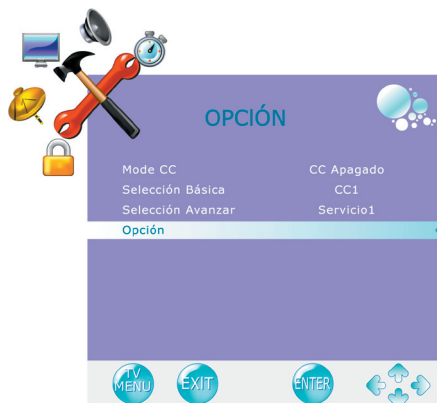 OPCIÓN
Mode CC CC Apagado
Selección Básica CC1
Selección Avanzar Servicio1
Opción
TV MENU EXIT ENTER